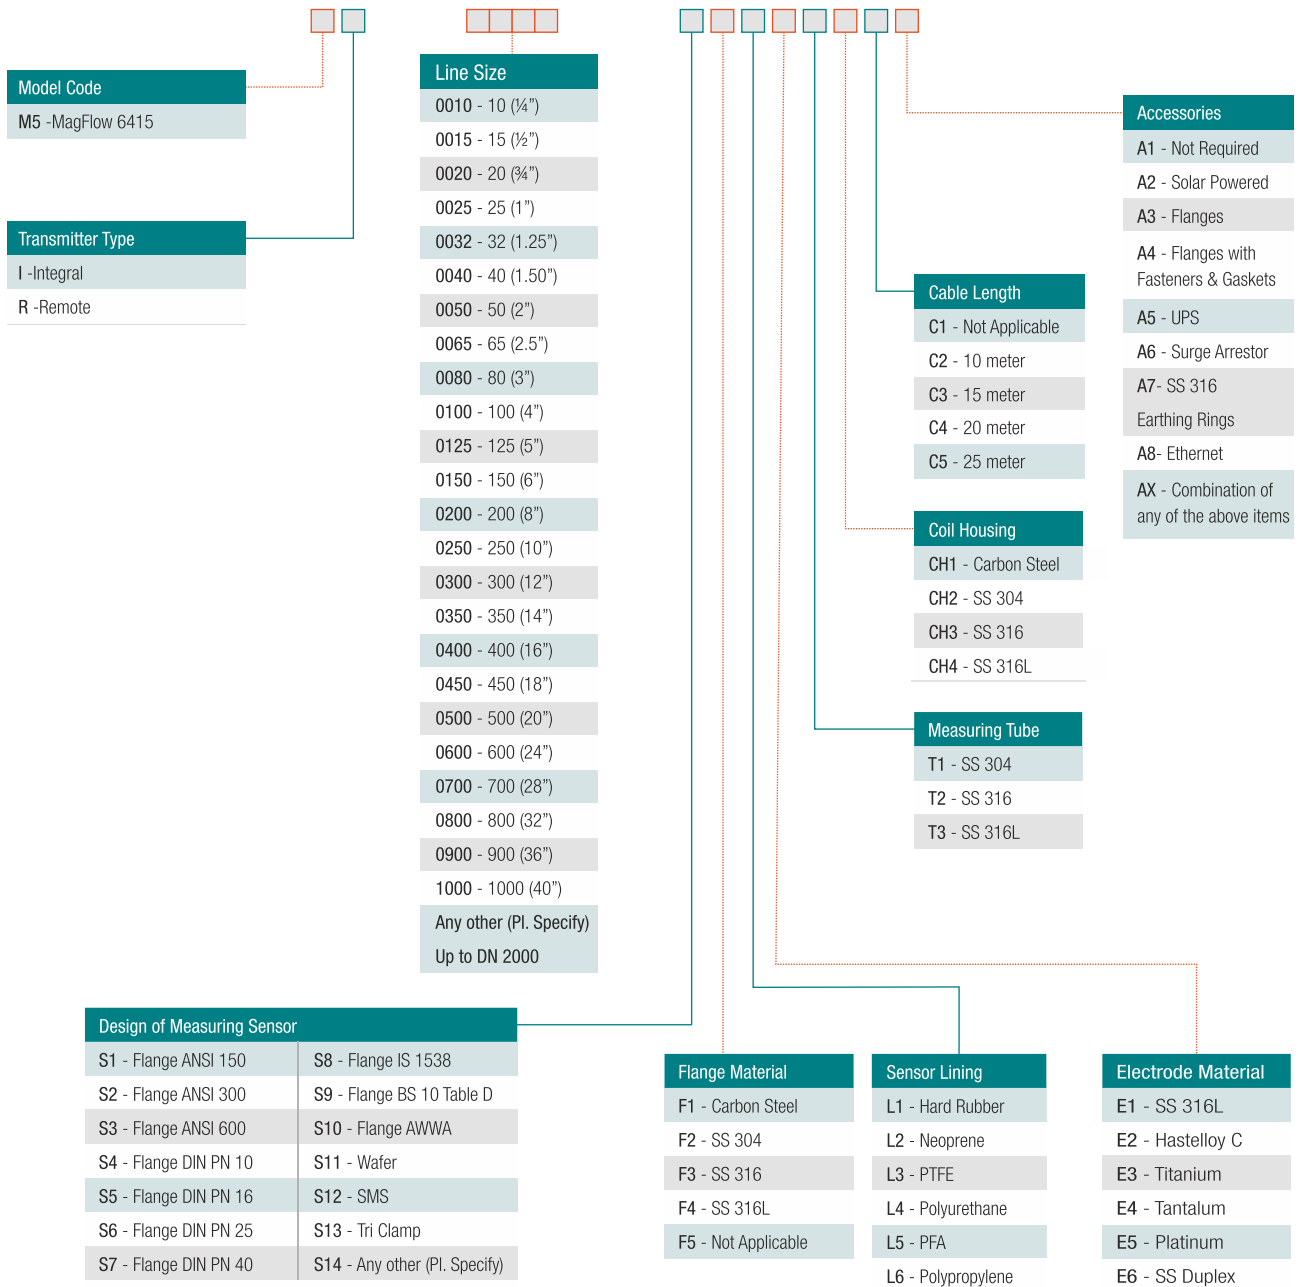 Model Code
M5 -MagFlow 6415
Transmitter Type
I -Integral
R -Remote
Line Size
0010 - 10 (¼”)
0015 - 15 (½”)
0020 - 20 (¾”)
0025 - 25 (1”)
0032 - 32 (1.25”)
0040 - 40 (1.50”)
0050 - 50 (2”)
0065 - 65 (2.5”)
0080 - 80 (3”)
0100 - 100 (4”)
0125 - 125 (5”)
0150 - 150 (6”)
0200 - 200 (8”)
0250 - 250 (10”)
0300 - 300 (12”)
0350 - 350 (14”)
0400 - 400 (16”)
0450 - 450 (18”)
0500 - 500 (20”)
0600 - 600 (24”)
0700 - 700 (28”)
0800 - 800 (32”)
0900 - 900 (36”)
1000 - 1000 (40”)
Any other (Pl. Specify)
Up to DN 2000
Accessories
A1 - Not Required
A2 - Solar Powered
A3 - Flanges
A4 - Flanges with
Fasteners & Gaskets
A5 - UPS
A6 - Surge Arrestor
A7- SS 316
Earthing Rings
A8- Ethernet
AX - Combination of
any of the above items
Cable Length
C1 - Not Applicable
C2 - 10 meter
C3 - 15 meter
C4 - 20 meter
C5 - 25 meter
Coil Housing
CH1 - Carbon Steel
CH2 - SS 304
CH3 - SS 316
CH4 - SS 316L
Measuring Tube
T1 - SS 304
T2 - SS 316
T3 - SS 316L
Design of Measuring Sensor
S1 - Flange ANSI 150
S2 - Flange ANSI 300
S3 - Flange ANSI 600
S4 - Flange DIN PN 10
S5 - Flange DIN PN 16
S6 - Flange DIN PN 25
S7 - Flange DIN PN 40
S8 - Flange IS 1538
S9 - Flange BS 10 Table D
S10 - Flange AWWA
S11 - Wafer
S12 - SMS
S13 - Tri Clamp
S14 - Any other (Pl. Specify)
Flange Material
F1 - Carbon Steel
F2 - SS 304
F3 - SS 316
F4 - SS 316L
F5 - Not Applicable
Sensor Lining
L1 - Hard Rubber
L2 - Neoprene
L3 - PTFE
L4 - Polyurethane
L5 - PFA
L6 - Polypropylene
Electrode Material
E1 - SS 316L
E2 - Hastelloy C
E3 - Titanium
E4 - Tantalum
E5 - Platinum
E6 - SS Duplex